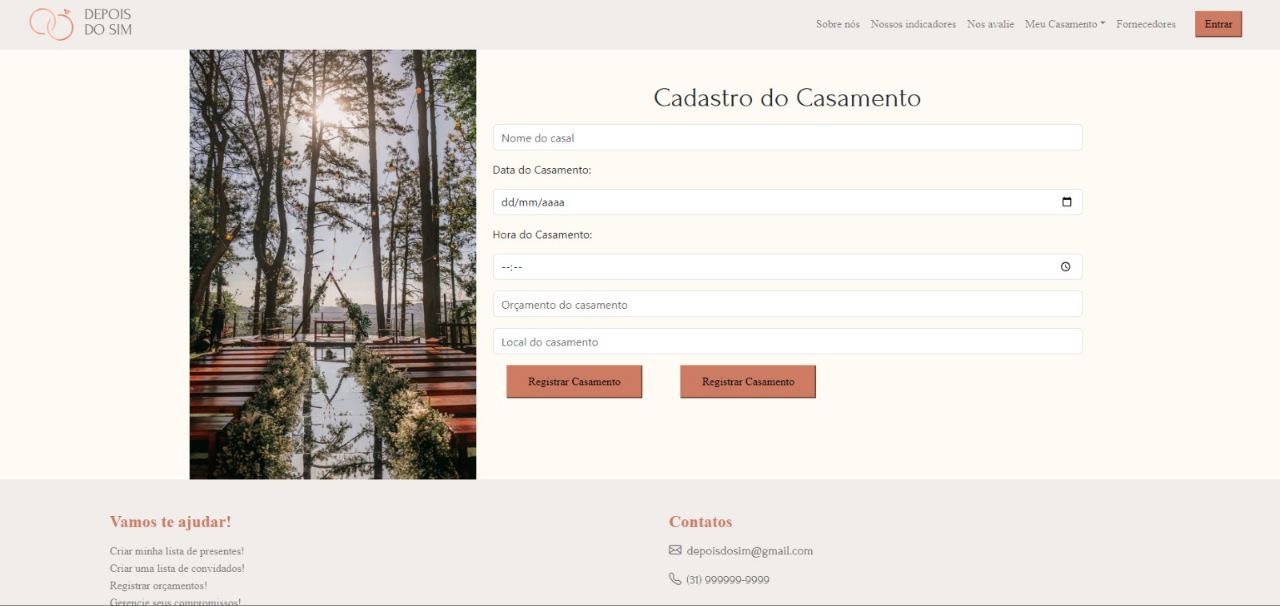 DEPOIS
DO SIM
Sobre nós Nossos indicadores Nos avalie Meu Casamento Fornecedores Entrar
Cadastro do Casamento
Nome do casal
Data do Casamento:
dd/mm/aaaa
Hora do Casamento:
--:--
Orçamento do casamento
Local do casamento
Registrar Casamento Registrar Casamento
Vamos te ajudar!
Criar minha lista de presentes!
Criar uma lista de convidados!
Registrar orçamentos!
Gerencie seus compromissos!
Contatos
depoisdosim@gmail.com
(31) 999999-9999